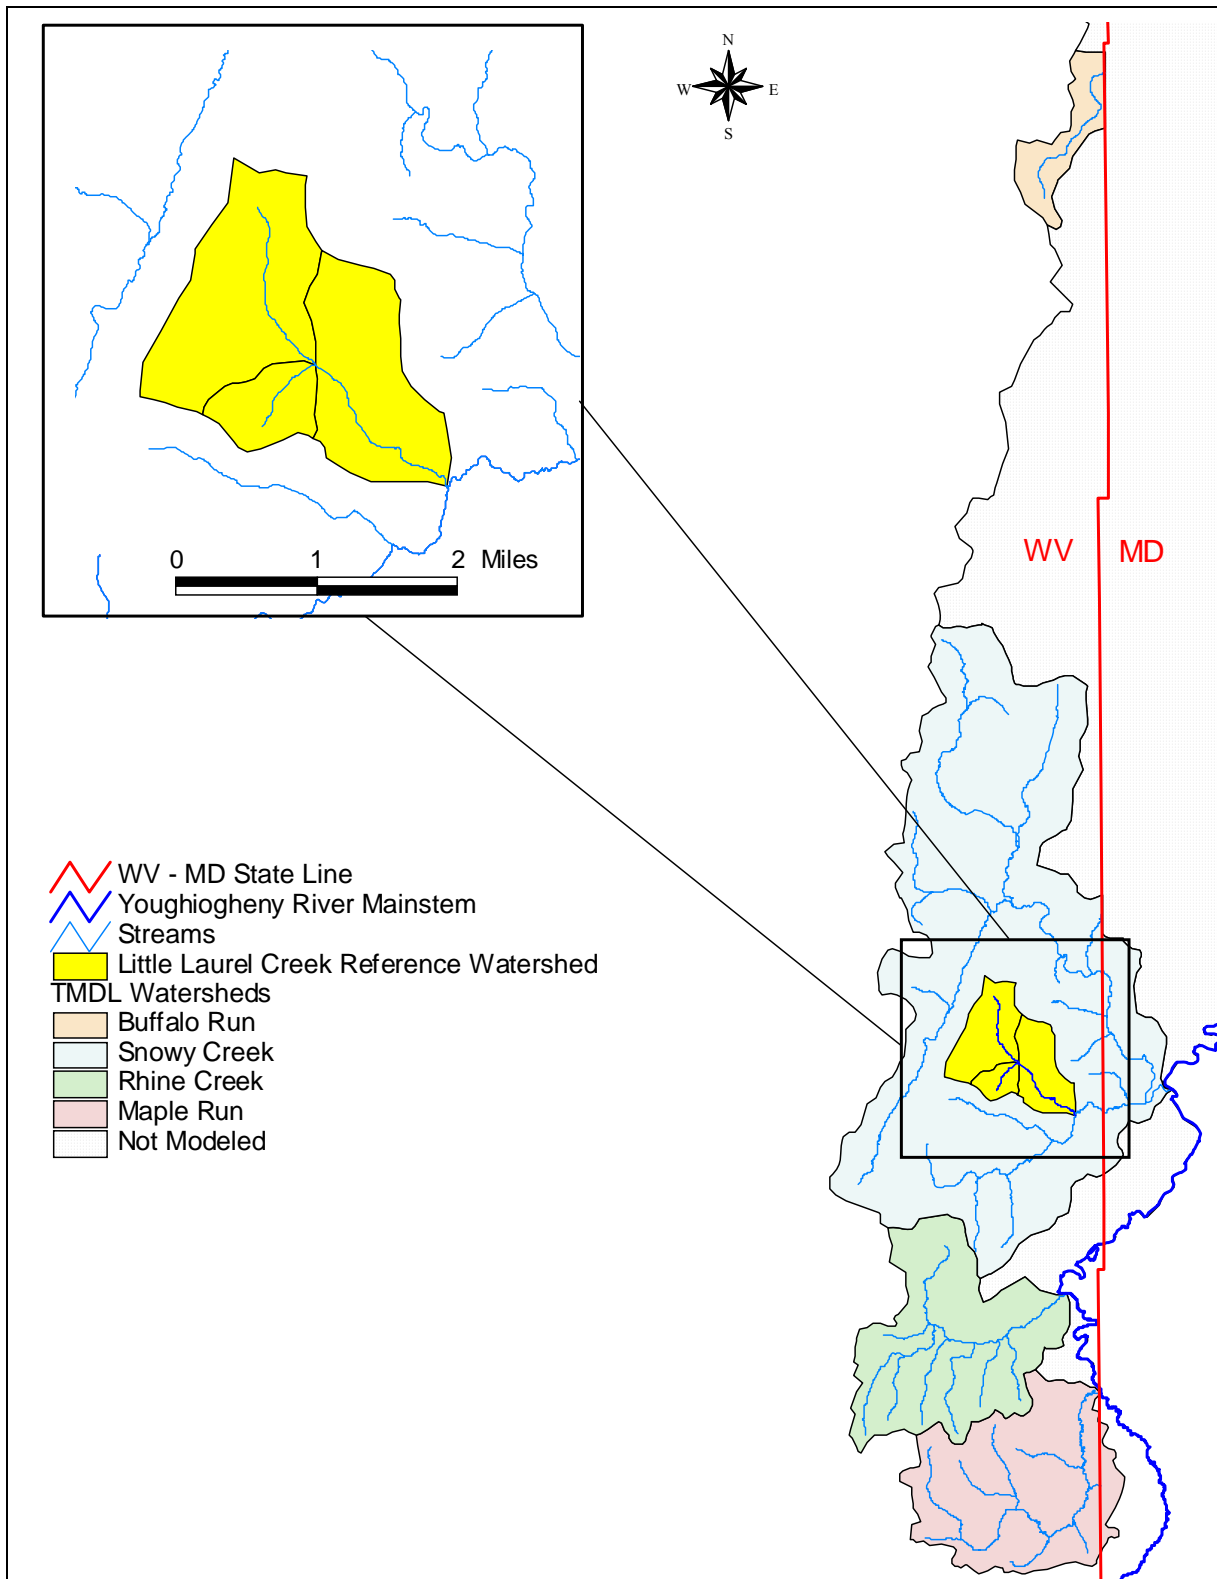 N
W E
S
0 1 2 Miles
WV MD
WV - MD State Line
Youghiogheny River Mainstem
Streams
Little Laurel Creek Reference Watershed
TMDL Watersheds
Buffalo Run
Snowy Creek
Rhine Creek
Maple Run
Not Modeled